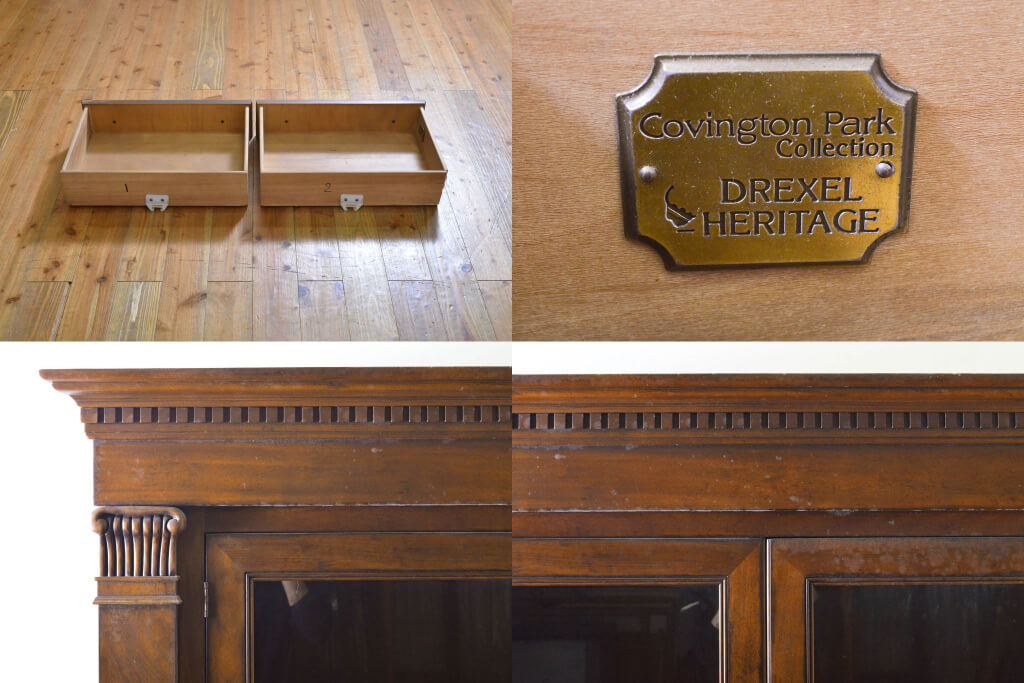 1
2
Covington Park
Collection
DREXEL
HERITAGE